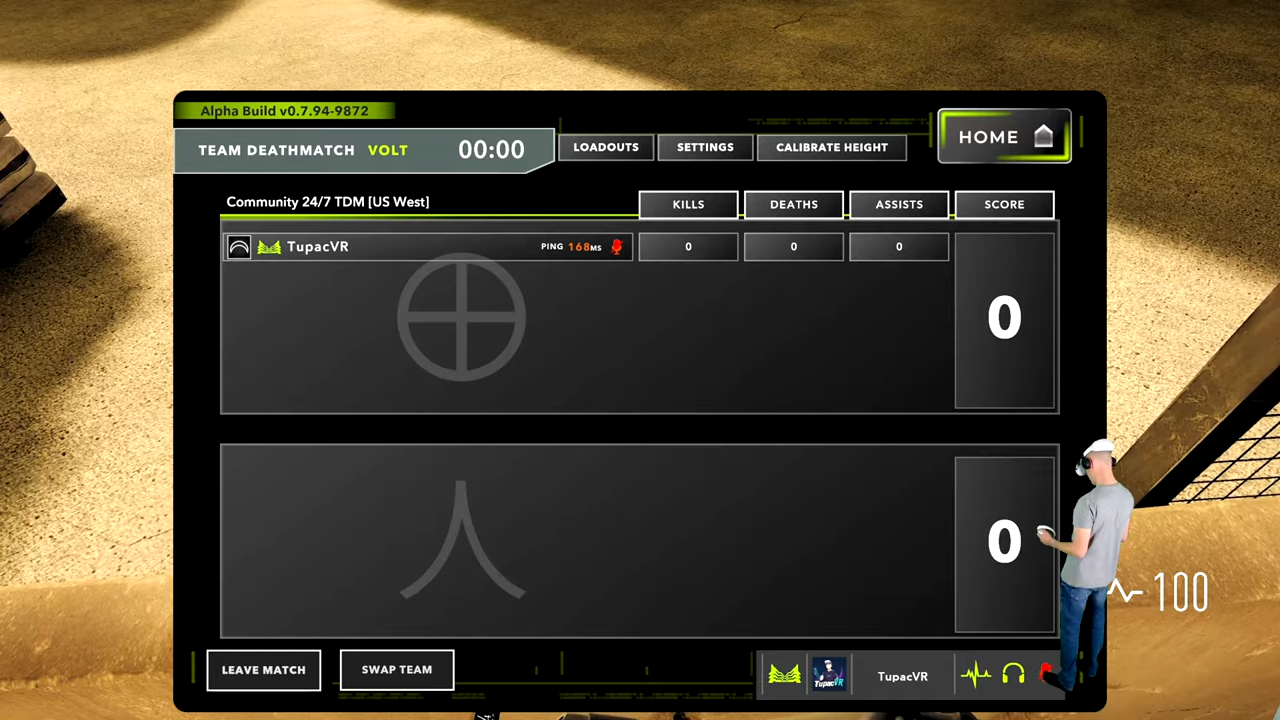 Alpha Build v0.7.94-9872
TEAM DEATHMATCH VOLT 00:00
LOADOUTS
SETTINGS
CALIBRATE HEIGHT
HOME
Community 24/7 TDM [US West]
KILLS DEATHS ASSISTS SCORE
TupacVR PING 168MS 0 0 0
0
人
0
100
LEAVE MATCH
SWAP TEAM
TupacVR
TupacVR